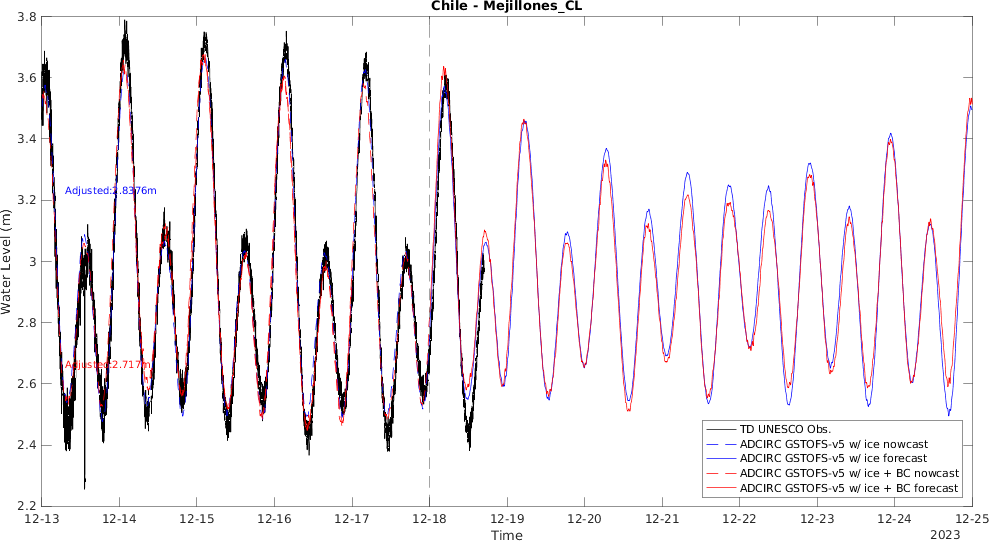 Chile - Mejillones_CL
3.8
3.6
3.4
3.2
3
2.8
2.6
2.4
2.2
Water Level (m)
Adjusted:2.8376m
Adjusted:2.717m
TD UNESCO Obs.
ADCIRC GSTOFS-v5 w/ ice nowcast
ADCIRC GSTOFS-v5 w/ ice forecast
ADCIRC GSTOFS-v5 w/ ice + BC nowcast
ADCIRC GSTOFS-v5 w/ ice + BC forecast
12-13 12-14 12-15 12-16 12-17 12-18 12-19 12-20 12-21 12-22 12-23 12-24 12-25
Time
2023